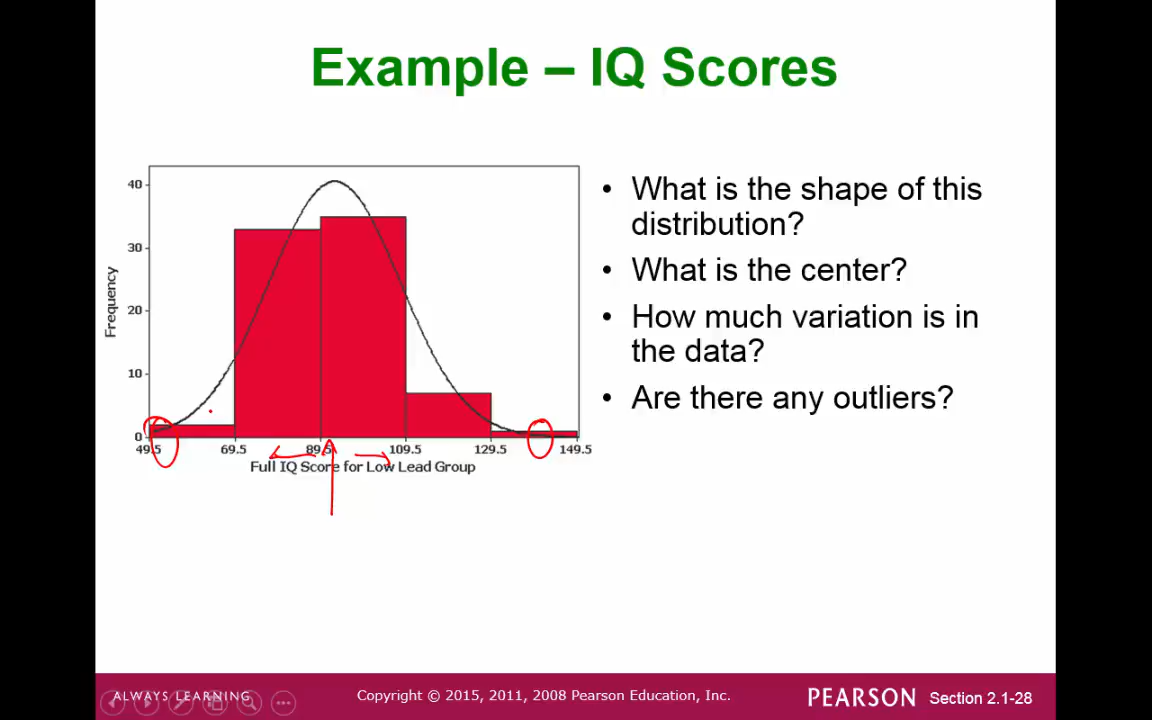 Example – IQ Scores
40
30
20
10
0
Frequency
49.5 69.5 89.5 109.5 129.5 149.5
Full IQ Score for Low Lead Group
• What is the shape of this
distribution?
• What is the center?
• How much variation is in
the data?
• Are there any outliers?
ALWAYS LEARNING
Copyright © 2015, 2011, 2008 Pearson Education, Inc.
PEARSON
Section 2.1-28